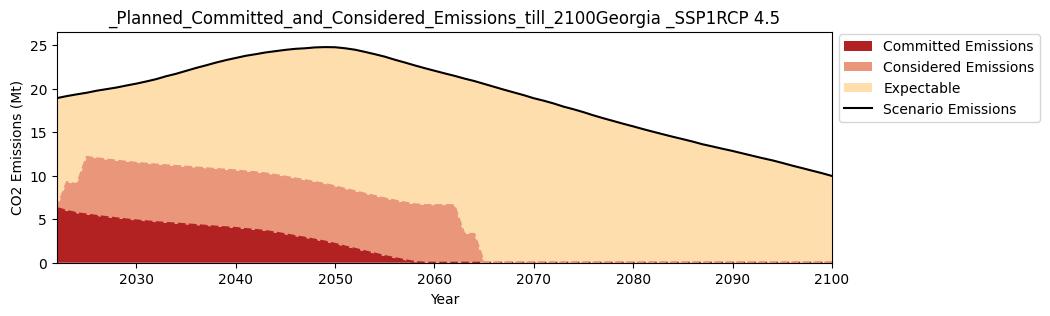 _Planned_Committed_and_Considered_Emissions_till_2100Georgia _SSP1RCP 4.5
CO2 Emissions (Mt)
25
20
15
10
5
0
2030 2040 2050 2060 2070 2080 2090 2100
Year
Committed Emissions
Considered Emissions
Expectable
Scenario Emissions